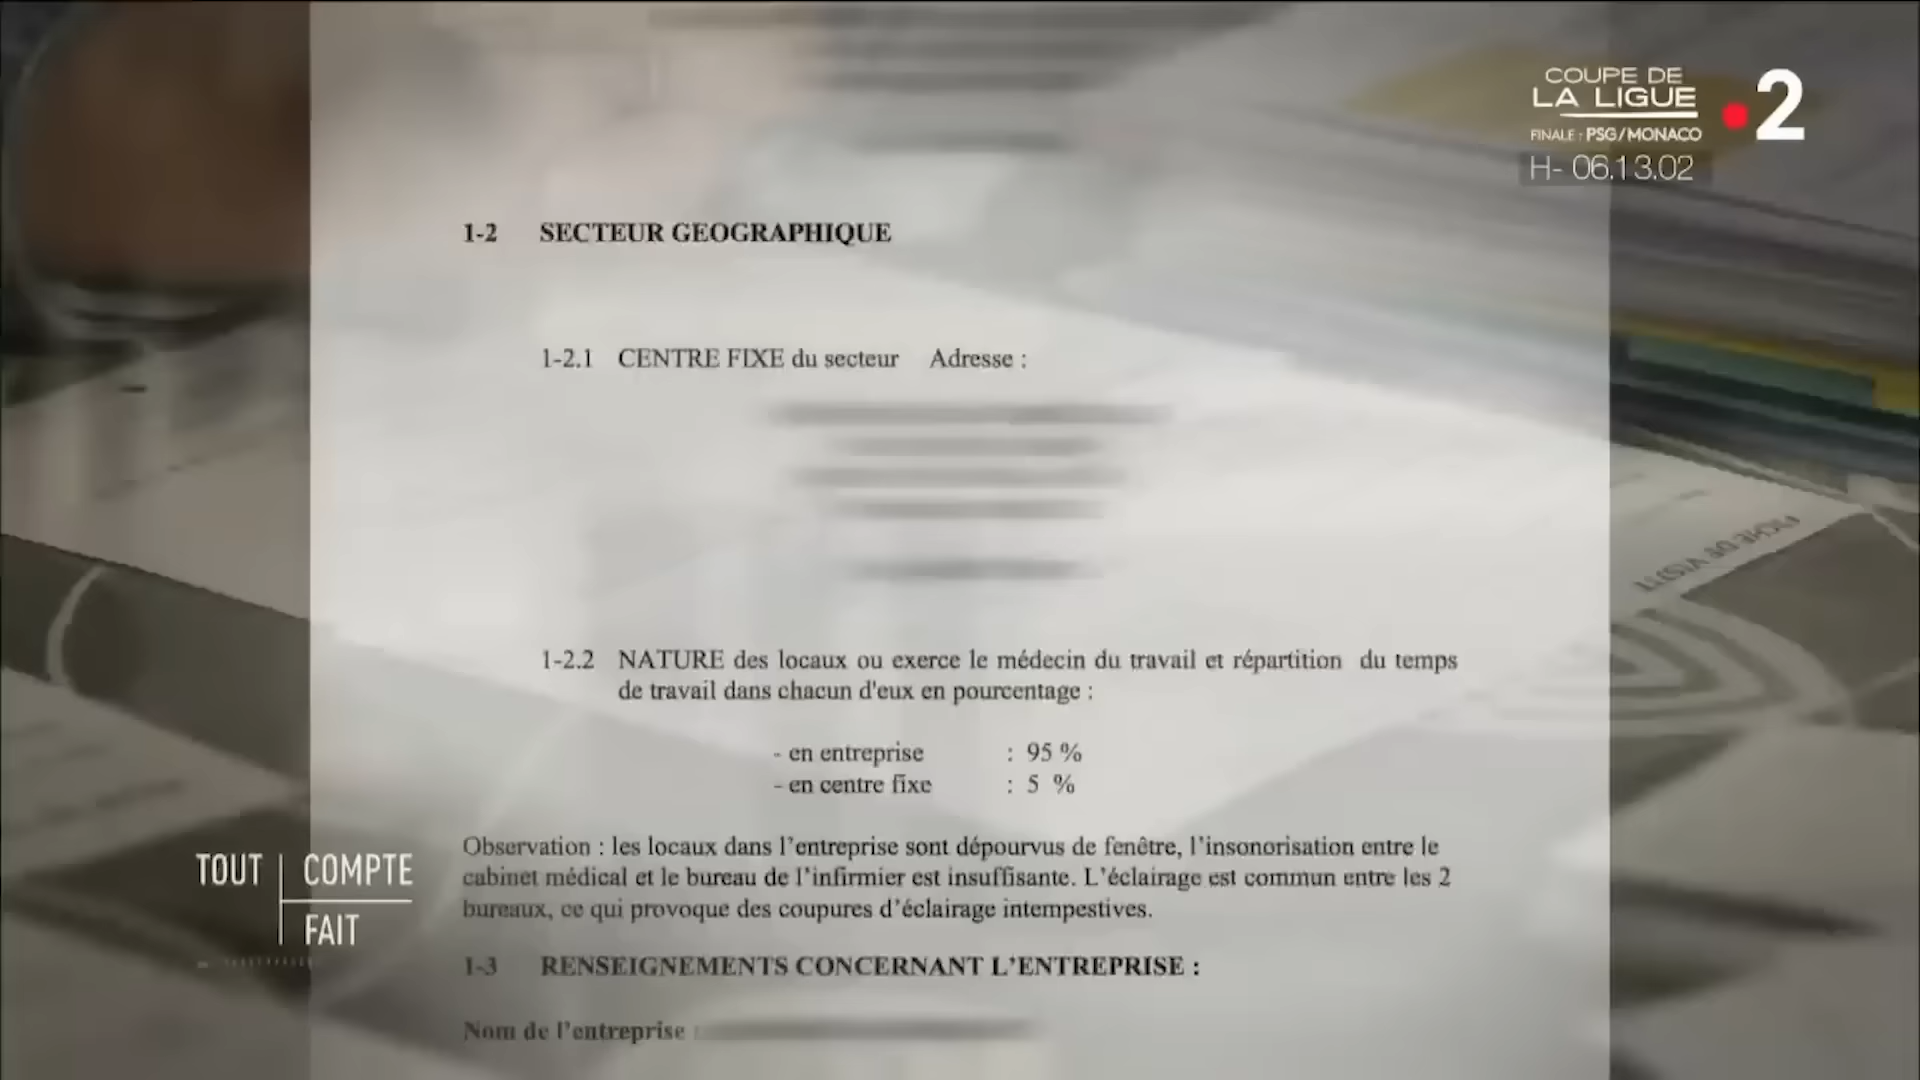 COUPE DE
LA LIGUE
FINALE : PSG/MONACO
H- 06.13.02
2
1-2 SECTEUR GEOGRAPHIQUE
1-2.1 CENTRE FIXE du secteur Adresse :
FICHE DE VISITE
1-2.2 NATURE des locaux ou exerce le médecin du travail et répartition du temps
de travail dans chacun d'eux en pourcentage :
- en entreprise : 95 %
- en centre fixe : 5 %
Observation : les locaux dans l'entreprise sont dépourvus de fenêtre, l'insonorisation entre le
cabinet médical et le bureau de l'infirmier est insuffisante. L'éclairage est commun entre les 2
bureaux, ce qui provoque des coupures d'éclairage intempestives.
1-3 RENSEIGNEMENTS CONCERNANT L'ENTREPRISE :
Nom de l'entreprise :
TOUT COMPTE
FAIT